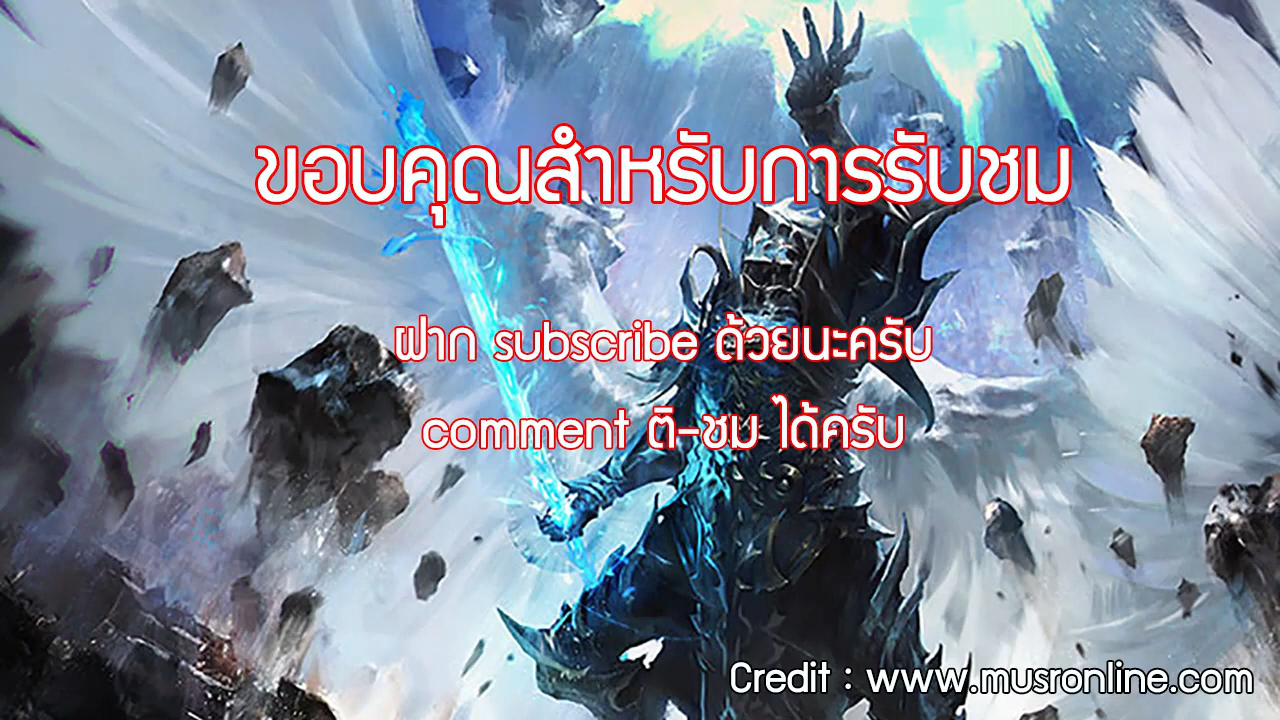 ขอบคุณสำหรับการรับชม
ฝาก subscribe ด้วยนะครับ
comment ติ-ชม ได้ครับ
Credit : www.musronline.com